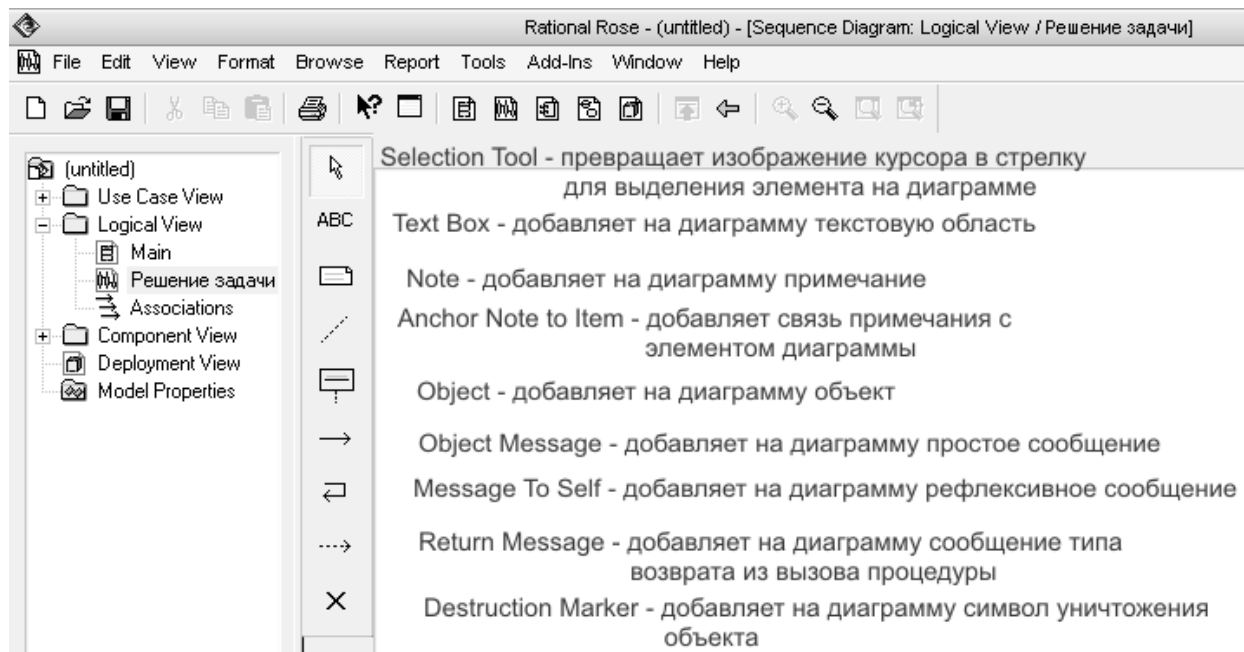 Rational Rose - (untitled) - [Sequence Diagram: Logical View / Решение задачи]
File Edit View Format Browse Report Tools Add-Ins Window Help
(untitled)
Use Case View
Logical View
Main
Решение задачи
Associations
Component View
Deployment View
Model Properties
ABC
Selection Tool - превращает изображение курсора в стрелку
для выделения элемента на диаграмме
Text Box - добавляет на диаграмму текстовую область
Note - добавляет на диаграмму примечание
Anchor Note to Item - добавляет связь примечания с
элементом диаграммы
Object - добавляет на диаграмму объект
Object Message - добавляет на диаграмму простое сообщение
Message To Self - добавляет на диаграмму рефлексивное сообщение
Return Message - добавляет на диаграмму сообщение типа
возврата из вызова процедуры
Destruction Marker - добавляет на диаграмму символ уничтожения
объекта